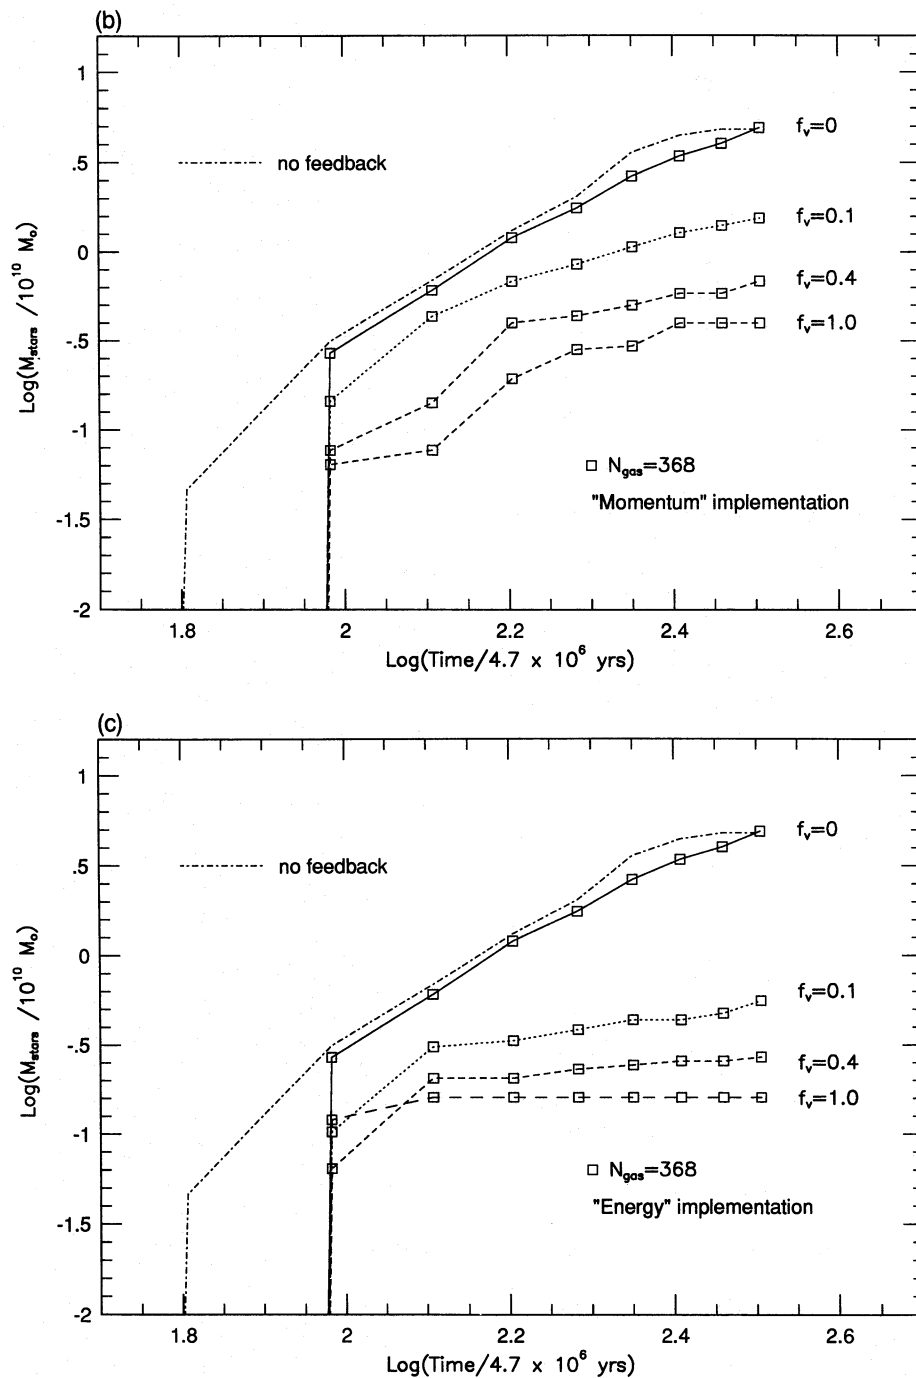 (b)
1
f_v=0
.5
no feedback
f_v=0.1
0
f_v=0.4
f_v=1.0
-.5
Log(M_stars /10^10 M_o)
-1
N_gas=368
"Momentum" implementation
-1.5
-2
1.8 2 2.2 2.4 2.6
Log(Time/4.7 x 10^6 yrs)
(c)
1
f_v=0
.5
no feedback
f_v=0.1
0
-.5
f_v=0.4
f_v=1.0
Log(M_stars /10^10 M_o)
-1
N_gas=368
"Energy" implementation
-1.5
-2
1.8 2 2.2 2.4 2.6
Log(Time/4.7 x 10^6 yrs)